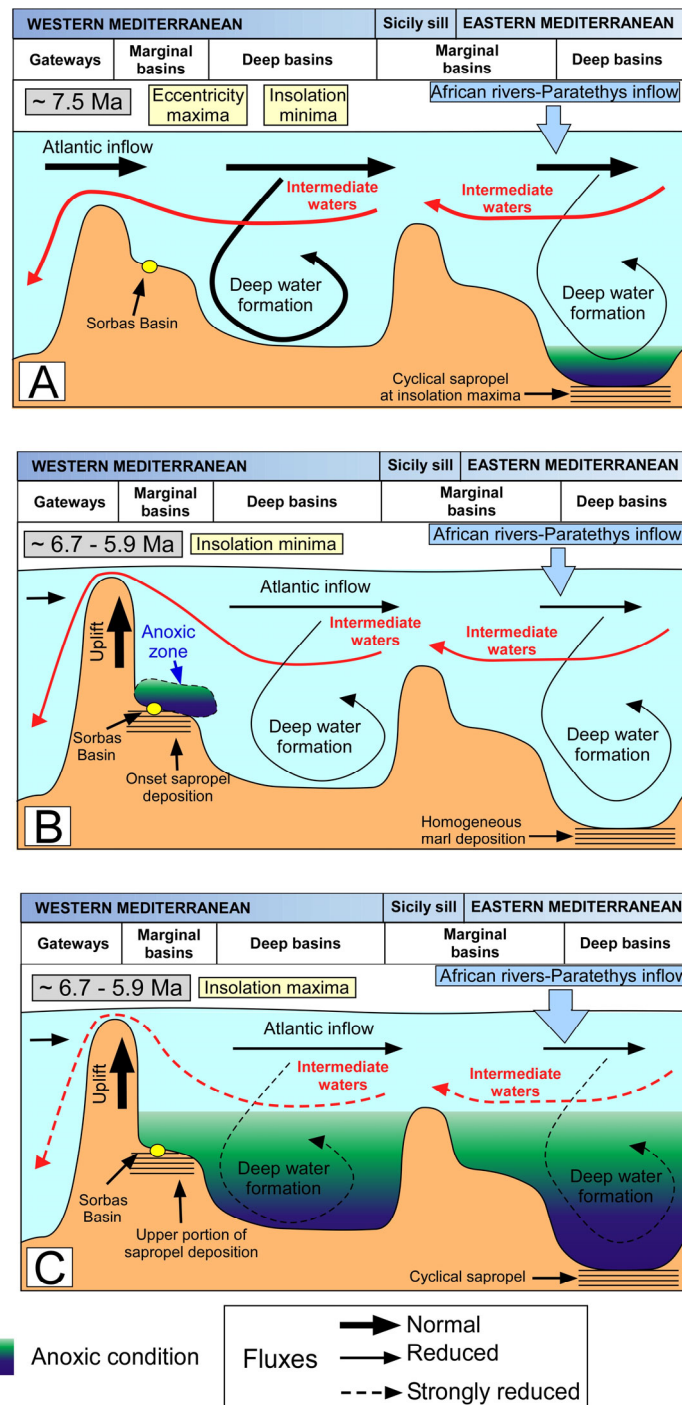 WESTERN MEDITERRANEAN
Sicily sill
EASTERN MEDITERRANEAN
Gateways
Marginal
basins
Deep basins
Marginal
basins
Deep basins
~ 7.5 Ma
Eccentricity
maxima
Insolation
minima
African rivers-Paratethys inflow
Atlantic inflow
Intermediate
waters
Intermediate
waters
Deep water
formation
Deep water
formation
Sorbas Basin
Cyclical sapropel
at insolation maxima
A
WESTERN MEDITERRANEAN
Sicily sill
EASTERN MEDITERRANEAN
Gateways
Marginal
basins
Deep basins
Marginal
basins
Deep basins
~ 6.7 - 5.9 Ma
Insolation minima
African rivers-Paratethys inflow
Atlantic inflow
Intermediate
waters
Intermediate
waters
Uplift
Anoxic
zone
Deep water
formation
Deep water
formation
Sorbas
Basin
Onset sapropel
deposition
Homogeneous
marl deposition
B
WESTERN MEDITERRANEAN
Sicily sill
EASTERN MEDITERRANEAN
Gateways
Marginal
basins
Deep basins
Marginal
basins
Deep basins
~ 6.7 - 5.9 Ma
Insolation maxima
African rivers-Paratethys inflow
Atlantic inflow
Intermediate
waters
Intermediate
waters
Uplift
Deep water
formation
Deep water
formation
Sorbas
Basin
Upper portion of
sapropel deposition
Cyclical sapropel
C
Anoxic condition
Fluxes
Normal
Reduced
Strongly reduced